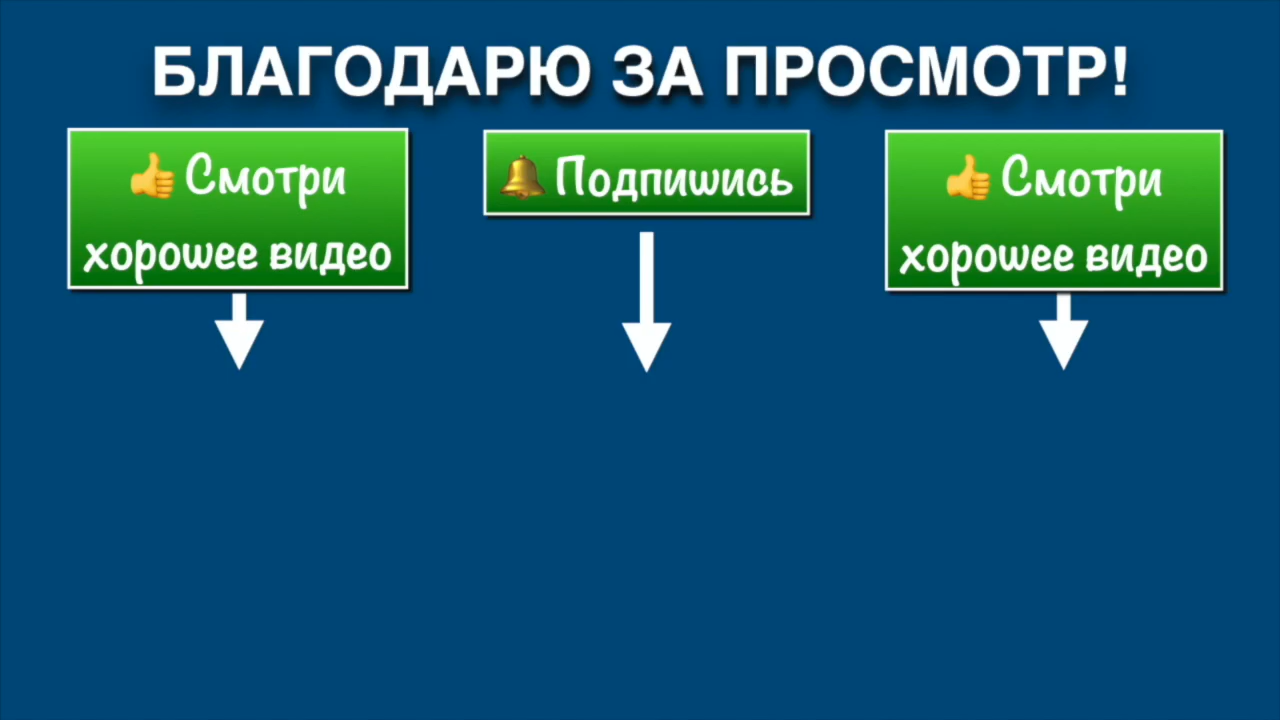 БЛАГОДАРЮ ЗА ПРОСМОТР!
👍 Смотри
хорошее видео
🔔 Подпишись
👍 Смотри
хорошее видео